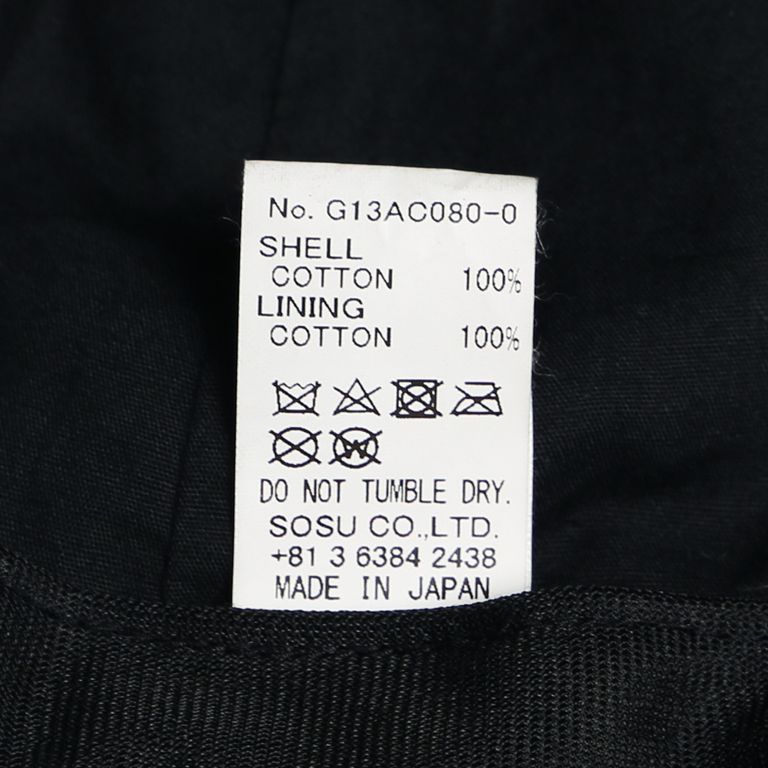 No. G13AC080-0
SHELL
COTTON 100%
LINING
COTTON 100%
W
DO NOT TUMBLE DRY.
SOSU CO.,LTD.
+81 3 6384 2438
MADE IN JAPAN